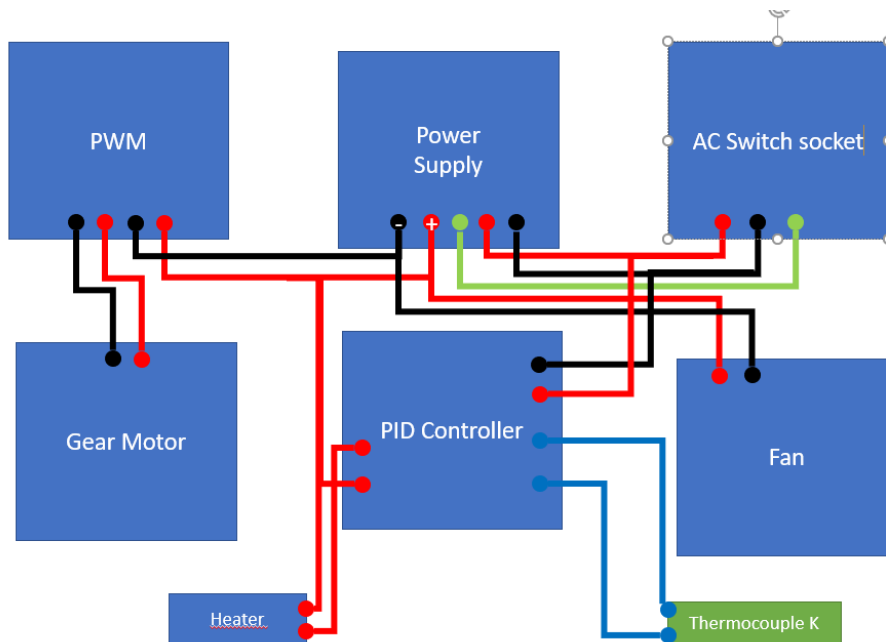 PWM
Power
Supply
AC Switch socket
- +
Gear Motor
PID Controller
Fan
Heater
Thermocouple K